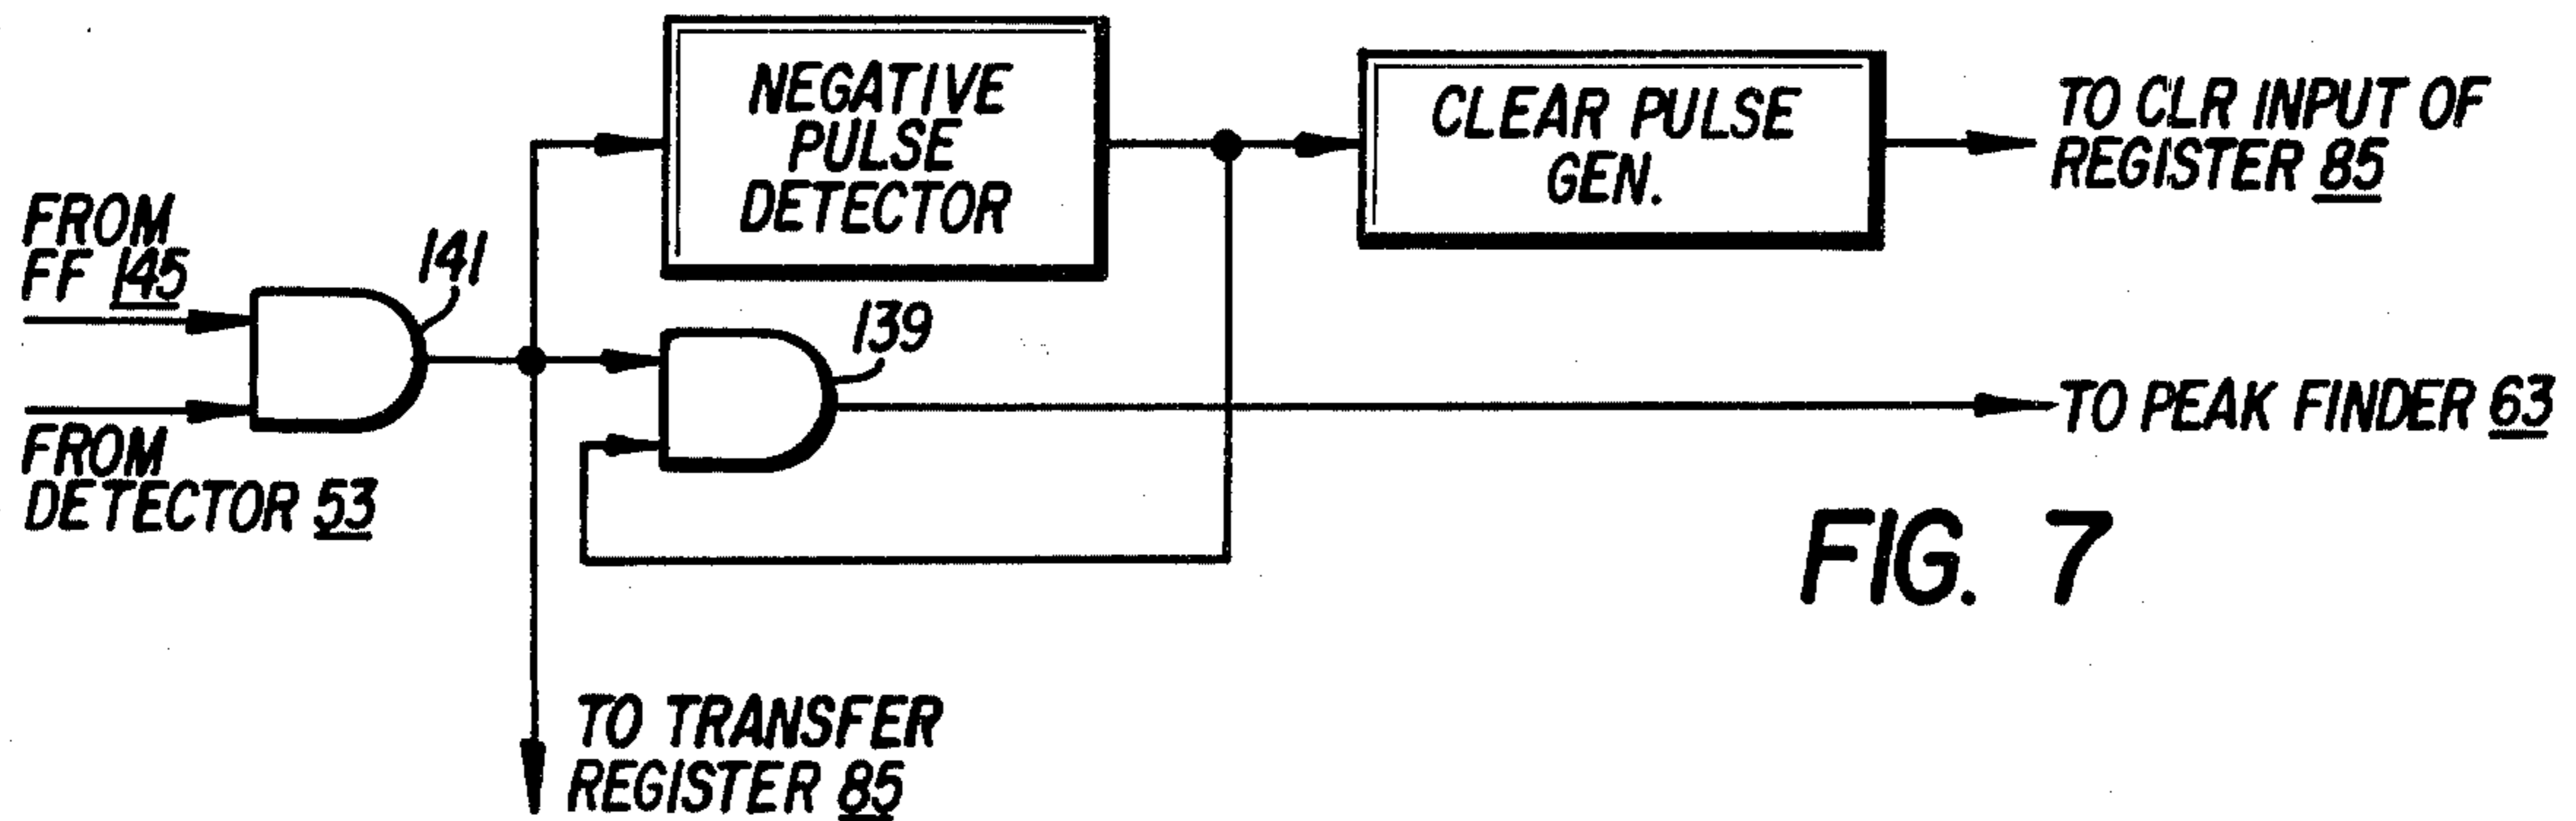 NEGATIVE
PULSE
DETECTOR
CLEAR PULSE
GEN.
TO CLR INPUT OF
REGISTER 85
FROM
FF 145
141
139
FROM
DETECTOR 53
TO PEAK FINDER 63
FIG. 7
TO TRANSFER
REGISTER 85